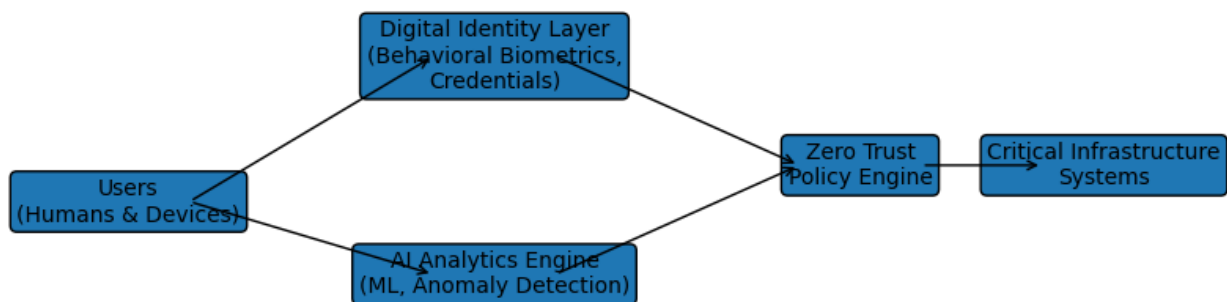 Digital Identity Layer
(Behavioral Biometrics,
Credentials)
Users
(Humans & Devices)
AI Analytics Engine
(ML, Anomaly Detection)
Zero Trust
Policy Engine
Critical Infrastructure
Systems